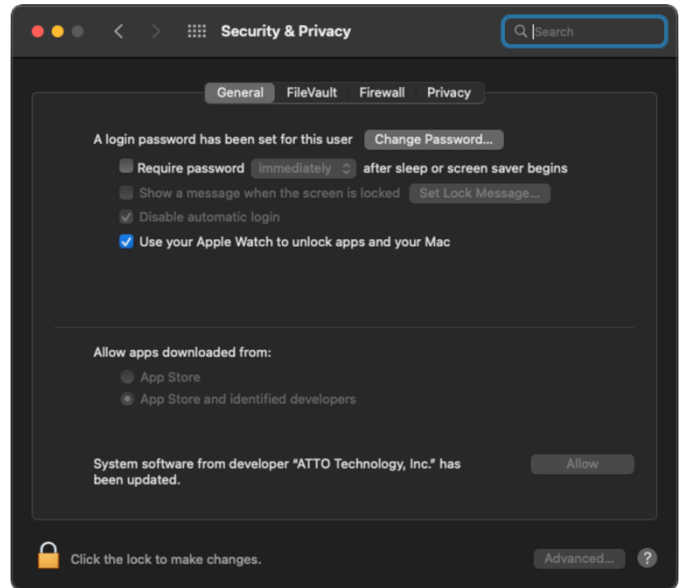 Security & Privacy
Search
General FileVault Firewall Privacy
A login password has been set for this user Change Password...
Require password immediately after sleep or screen saver begins
Show a message when the screen is locked Set Lock Message...
Disable automatic login
Use your Apple Watch to unlock apps and your Mac
Allow apps downloaded from:
App Store
App Store and identified developers
System software from developer “ATTO Technology, Inc.” has
been updated.
Allow
Click the lock to make changes.
Advanced... ?